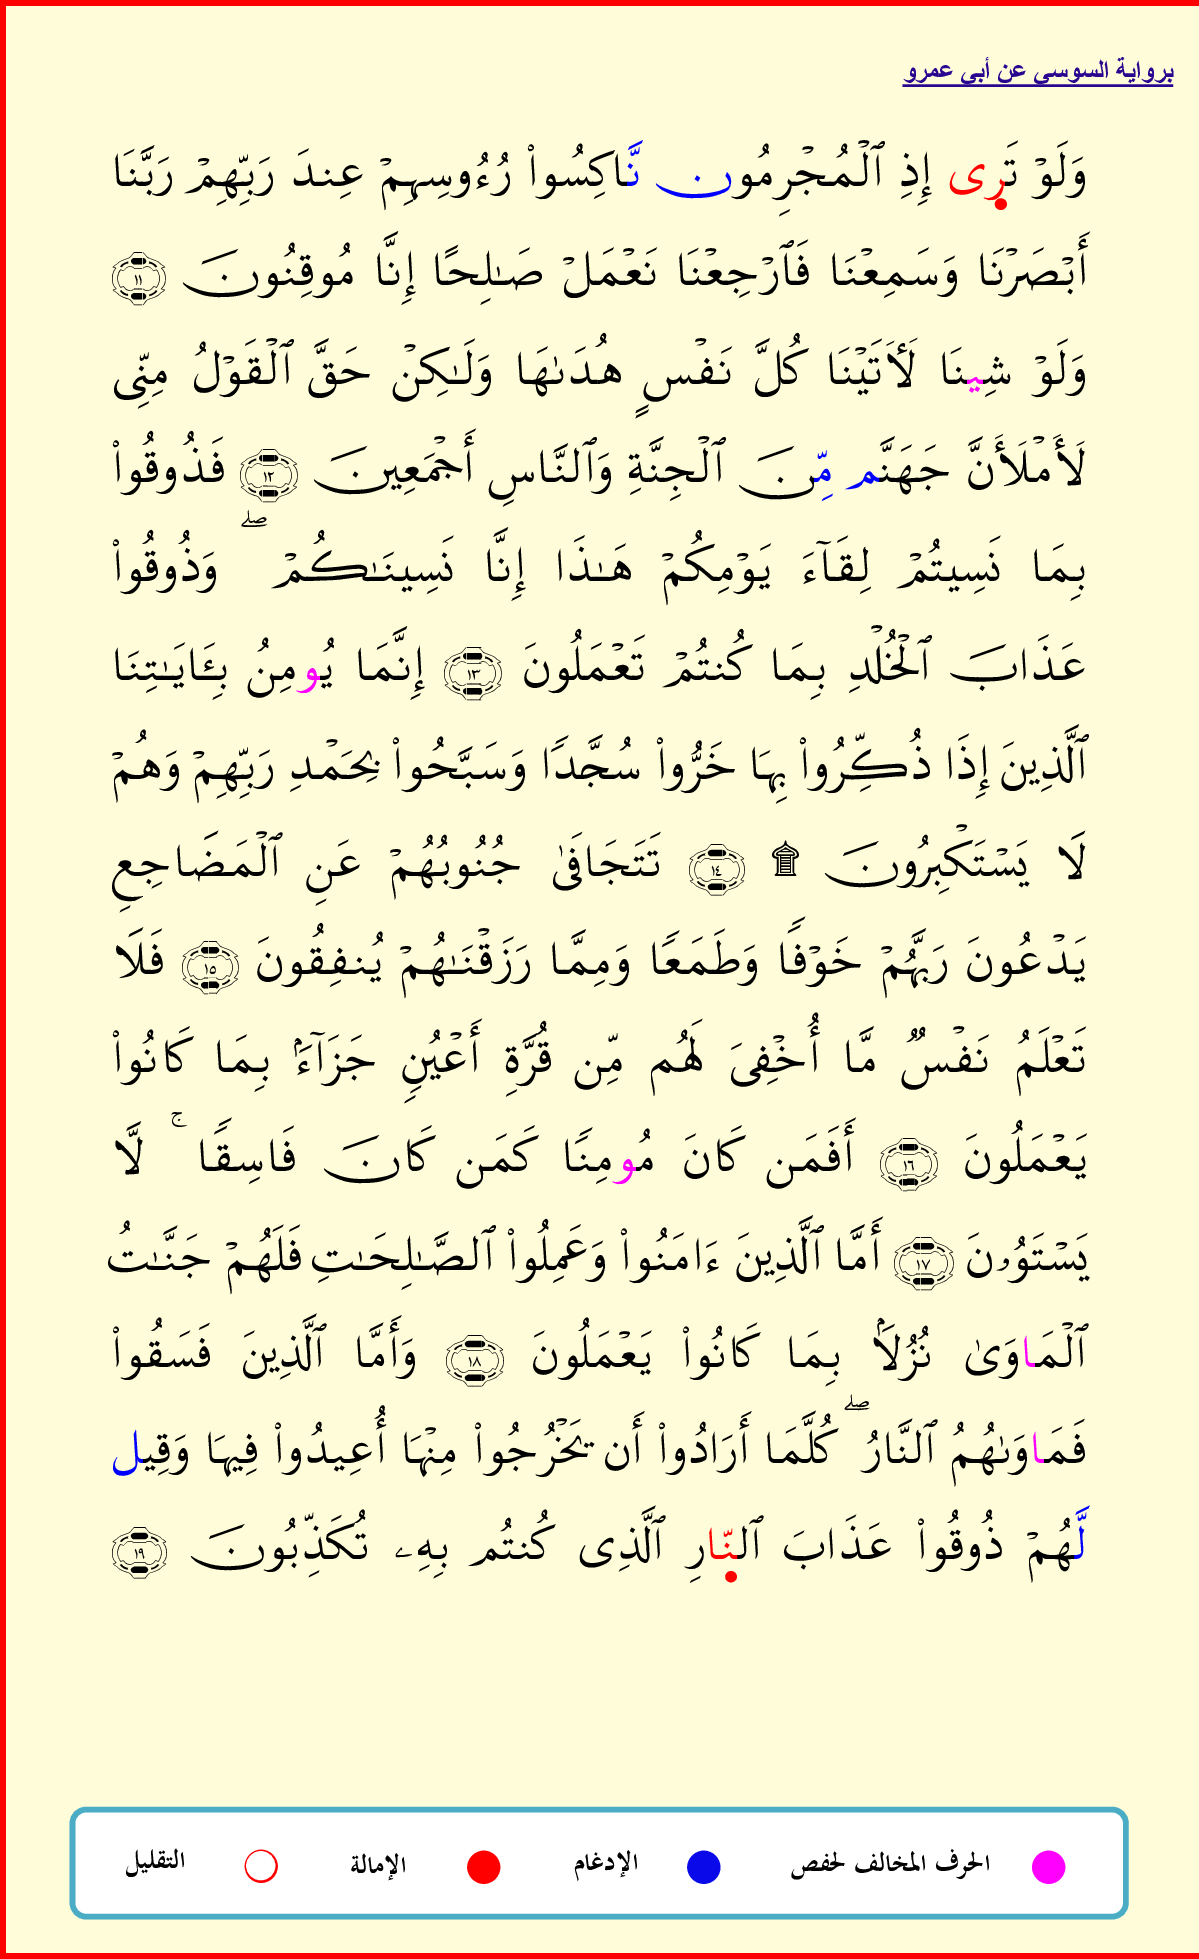 برواية السوسي عن أبي عمرو
وَلَوْ تَرِى إِذِ ٱلْمُجْرِمُون نَّاكِسُواْ رُءُوسِهِمْ عِندَ رَبِّهِمْ رَبَّنَا
أَبْصَرْنَا وَسَمِعْنَا فَٱرْجِعْنَا نَعْمَلْ صَٰلِحًا إِنَّا مُوقِنُونَ ١١
وَلَوْ شِينَا لَأٓتَيْنَا كُلَّ نَفْسٍ هُدَىٰهَا وَلَٰكِنْ حَقَّ ٱلْقَوْلُ مِنِّى
لَأَمْلَأَنَّ جَهَنَّم مِّنَ ٱلْجِنَّةِ وَٱلنَّاسِ أَجْمَعِينَ ١٢ فَذُوقُواْ
بِمَا نَسِيتُمْ لِقَآءَ يَوْمِكُمْ هَٰذَا إِنَّا نَسِينَٰكُمْ ۖ وَذُوقُواْ
عَذَابَ ٱلْخُلْدِ بِمَا كُنتُمْ تَعْمَلُونَ ١٣ إِنَّمَا يُومِنُ بِـَٔايَٰتِنَا
ٱلَّذِينَ إِذَا ذُكِّرُواْ بِهَا خَرُّواْ سُجَّدًا وَسَبَّحُواْ بِحَمْدِ رَبِّهِمْ وَهُمْ
لَا يَسْتَكْبِرُونَ ۩ ١٤ تَتَجَافَىٰ جُنُوبُهُمْ عَنِ ٱلْمَضَاجِعِ
يَدْعُونَ رَبَّهُمْ خَوْفًا وَطَمَعًا وَمِمَّا رَزَقْنَٰهُمْ يُنفِقُونَ ١٥ فَلَا
تَعْلَمُ نَفْسٌ مَّا أُخْفِىَ لَهُم مِّن قُرَّةِ أَعْيُنٍ جَزَآءًۢ بِمَا كَانُواْ
يَعْمَلُونَ ١٦ أَفَمَن كَانَ مُومِنًا كَمَن كَانَ فَاسِقًا ۚ لَّا
يَسْتَوُۥنَ ١٧ أَمَّا ٱلَّذِينَ ءَامَنُواْ وَعَمِلُواْ ٱلصَّٰلِحَٰتِ فَلَهُمْ جَنَّٰتُ
ٱلْمَاوَىٰ نُزُلًۢا بِمَا كَانُواْ يَعْمَلُونَ ١٨ وَأَمَّا ٱلَّذِينَ فَسَقُواْ
فَمَاوَىٰهُمُ ٱلنَّارُ ۖ كُلَّمَا أَرَادُواْ أَن يَخْرُجُواْ مِنْهَا أُعِيدُواْ فِيهَا وَقِيل
لَّهُمْ ذُوقُواْ عَذَابَ ٱلنِّارِ ٱلَّذِى كُنتُم بِهِۦ تُكَذِّبُونَ ١٩
الحرف المخالف لحفص الإدغام الإمالة التقليل